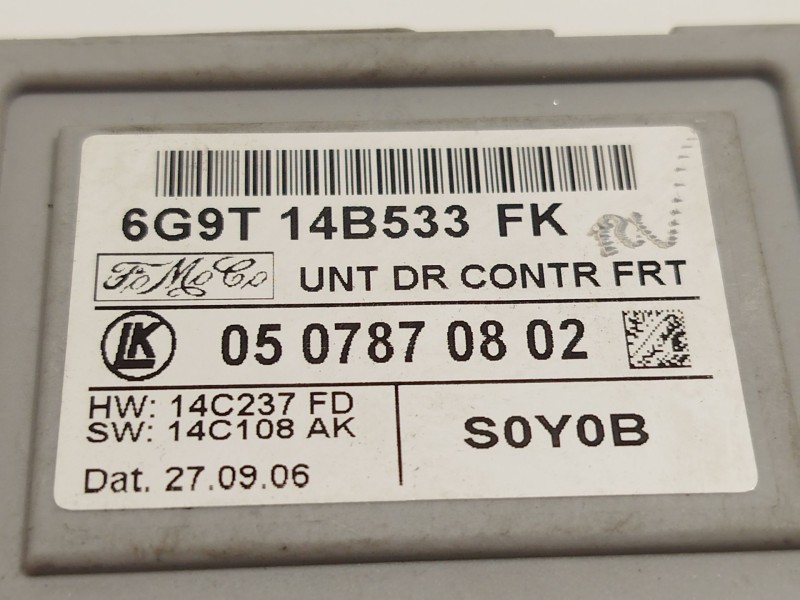 6G9T 14B533 FK
FoMoCo UNT DR CONTR FRT
LK 05 0787 08 02
HW: 14C237 FD
SW: 14C108 AK
S0Y0B
Dat. 27.09.06